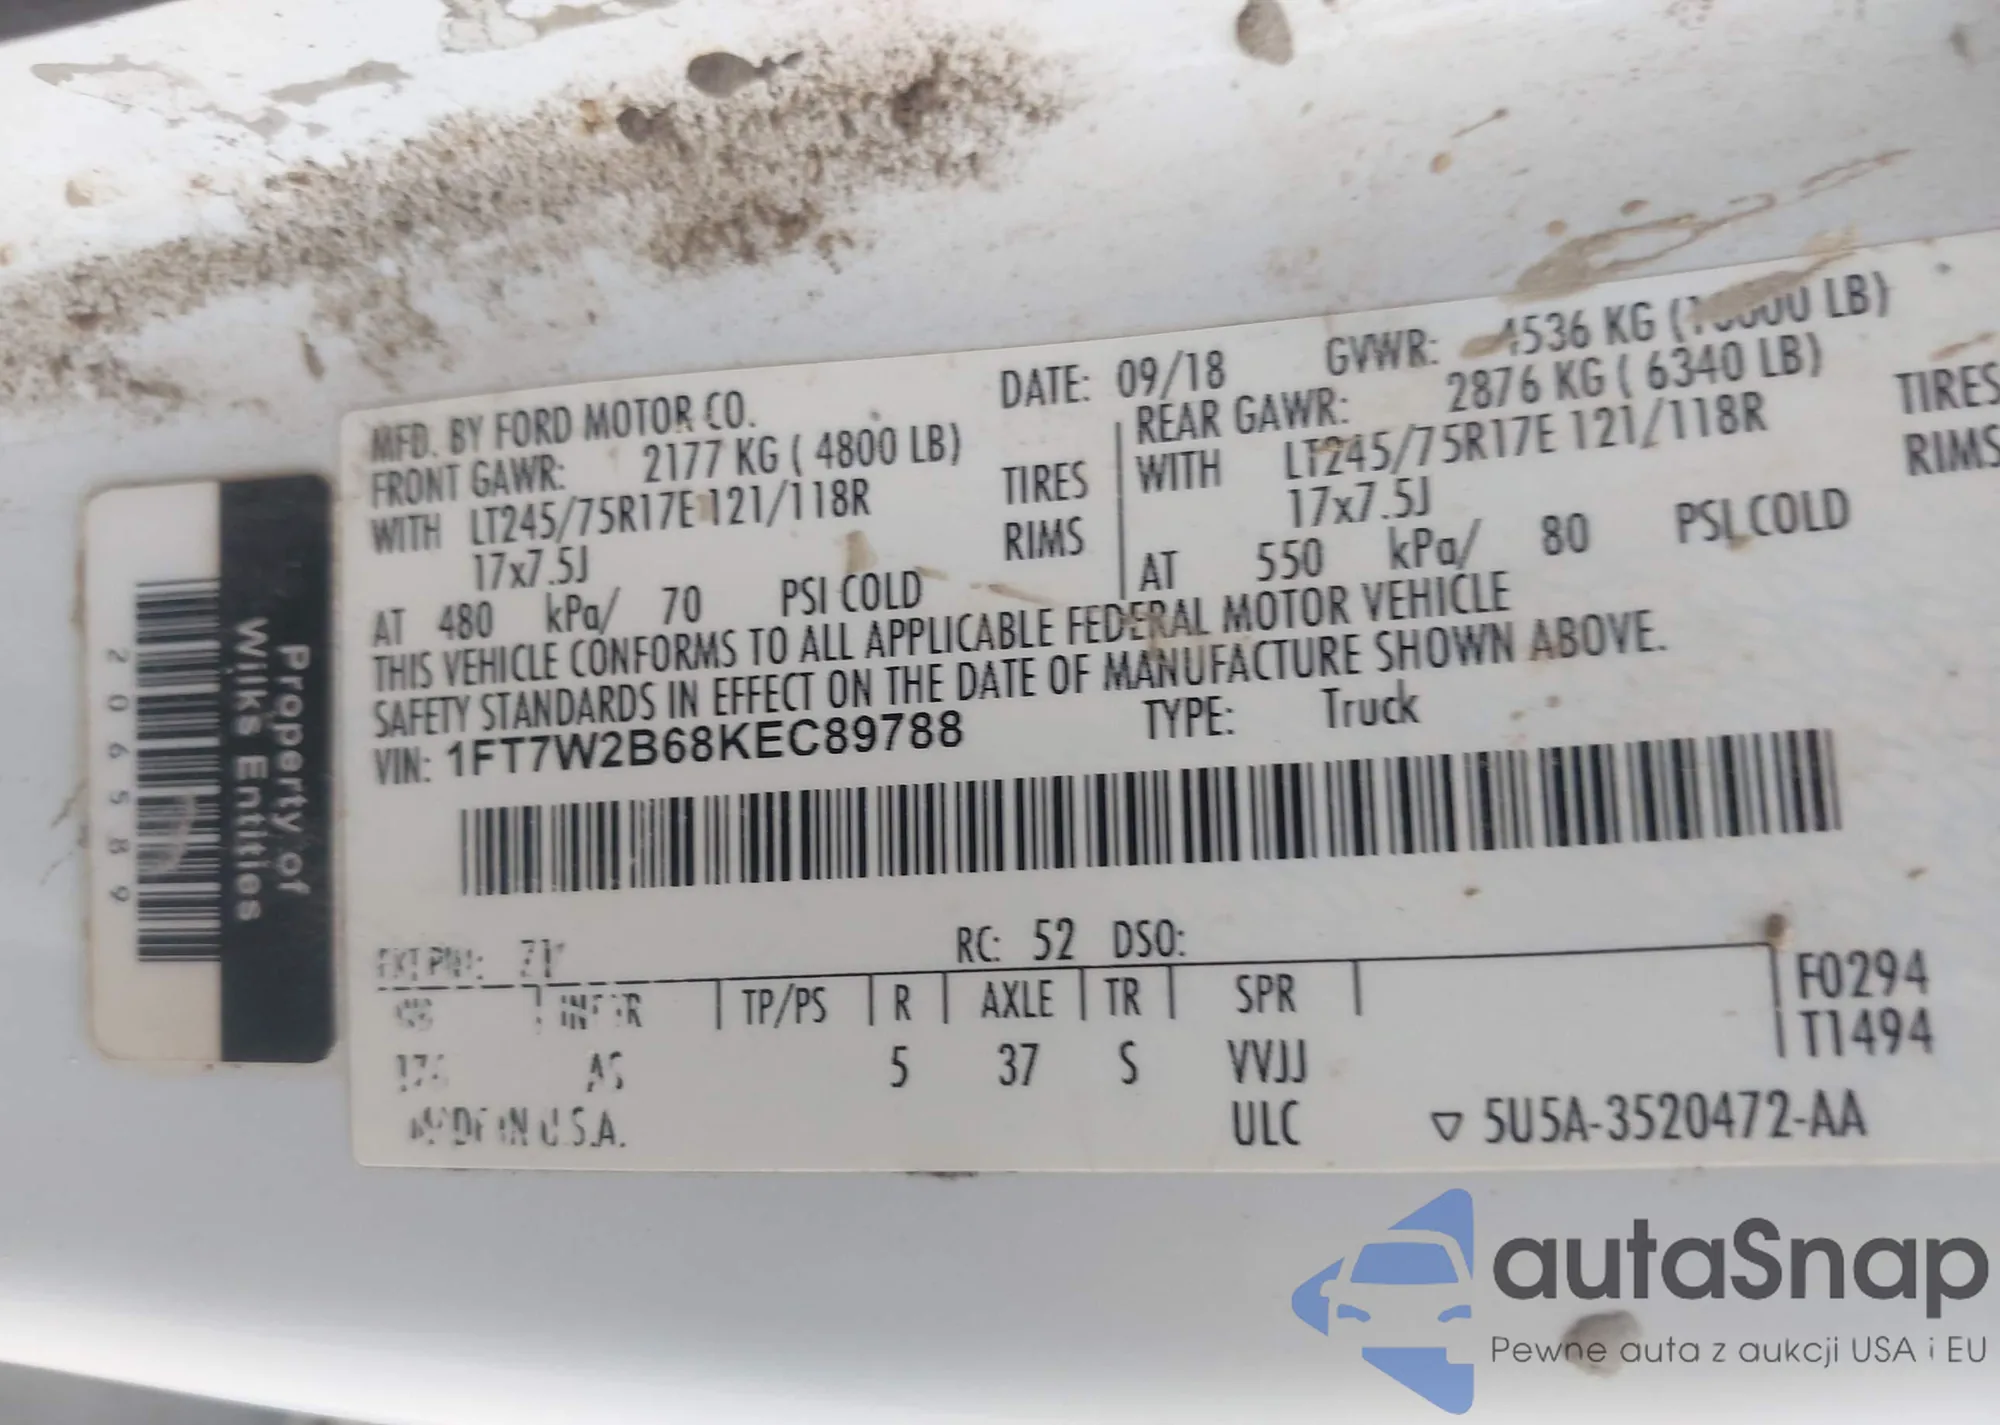 MFD. BY FORD MOTOR CO.
DATE: 09/18
GVWR: 4536 KG ( LB)
FRONT GAWR: 2177 KG ( 4800 LB)
WITH LT245/75R17E 121/118R TIRES
17x7.5J RIMS
AT 480 kPa/ 70 PSI COLD
REAR GAWR: 2876 KG ( 6340 LB)
WITH LT245/75R17E 121/118R TIRES
17x7.5J RIMS
AT 550 kPa/ 80 PSI COLD
THIS VEHICLE CONFORMS TO ALL APPLICABLE FEDERAL MOTOR VEHICLE
SAFETY STANDARDS IN EFFECT ON THE DATE OF MANUFACTURE SHOWN ABOVE.
VIN: 1FT7W2B68KEC89788 TYPE: Truck
RC: 52 DSO:
TP/PS R AXLE TR SPR
F0294
T1494
AS 5 37 S VVJJ
MADE IN U.S.A. ULC ▽ 5U5A-3520472-AA
Property of
Wilks Entities
206589
autaSnap
Pewne auta z aukcji USA i EU